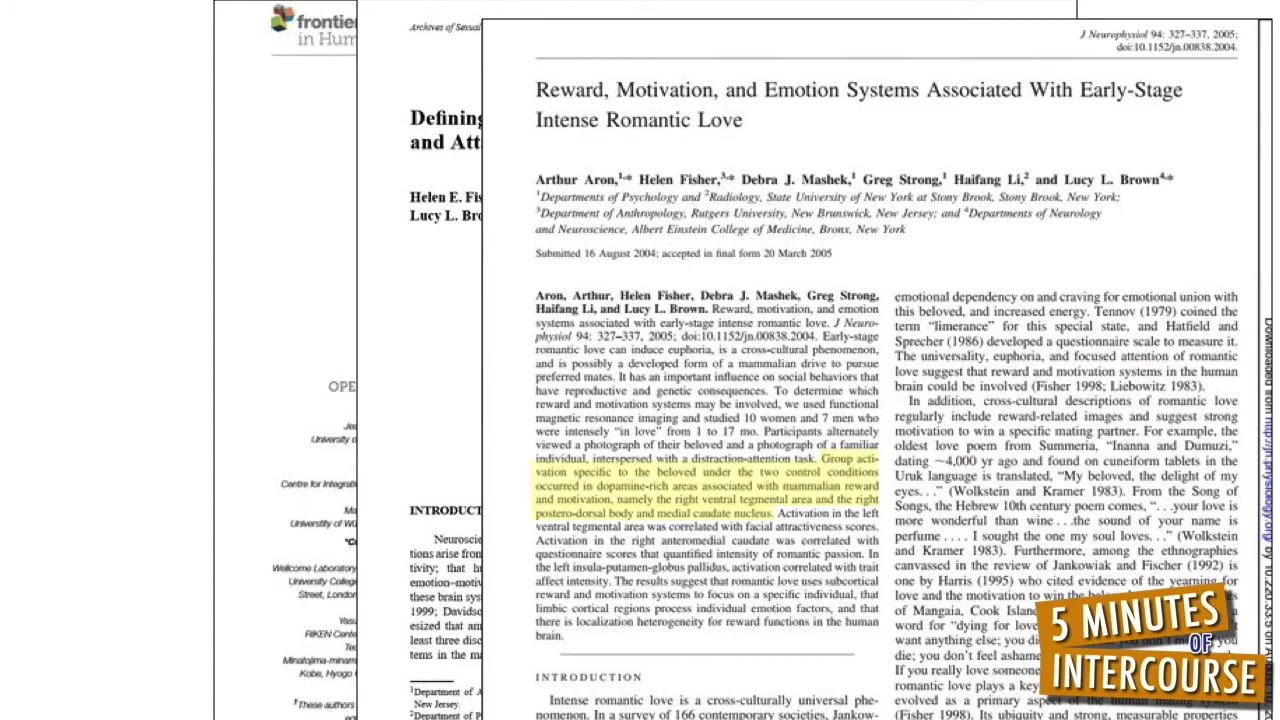 frontie
in Hum
OPE
Je
University o
Centre for Integrati
Ma
University of Wü
*Co
Wellcome Laboratory
University College
Street, London
Yasu
RIKEN Cente
Tec
Minatojima-minam
Kobe, Hyogo
†These authors
Archives of Sexual
Defining
and Att
Helen E. Fis
Lucy L. Bro
INTRODUCT
Neuroscie
tions arise from
tivity; that h
emotion-motiv
these brain sys
1999; Davidso
esized that am
least three disc
tems in the ma
1Department of A
New Jersey.
2Department of P
J Neurophysiol 94: 327–337, 2005;
doi:10.1152/jn.00838.2004.
Reward, Motivation, and Emotion Systems Associated With Early-Stage
Intense Romantic Love
Arthur Aron,1,* Helen Fisher,3,* Debra J. Mashek,1 Greg Strong,1 Haifang Li,2 and Lucy L. Brown4,*
1Departments of Psychology and 2Radiology, State University of New York at Stony Brook, Stony Brook, New York;
3Department of Anthropology, Rutgers University, New Brunswick, New Jersey; and 4Departments of Neurology
and Neuroscience, Albert Einstein College of Medicine, Bronx, New York
Submitted 16 August 2004; accepted in final form 20 March 2005
Aron, Arthur, Helen Fisher, Debra J. Mashek, Greg Strong,
Haifang Li, and Lucy L. Brown. Reward, motivation, and emotion
systems associated with early-stage intense romantic love. J Neuro-
physiol 94: 327–337, 2005; doi:10.1152/jn.00838.2004. Early-stage
romantic love can induce euphoria, is a cross-cultural phenomenon,
and is possibly a developed form of a mammalian drive to pursue
preferred mates. It has an important influence on social behaviors that
have reproductive and genetic consequences. To determine which
reward and motivation systems may be involved, we used functional
magnetic resonance imaging and studied 10 women and 7 men who
were intensely “in love” from 1 to 17 mo. Participants alternately
viewed a photograph of their beloved and a photograph of a familiar
individual, interspersed with a distraction-attention task. Group acti-
vation specific to the beloved under the two control conditions
occurred in dopamine-rich areas associated with mammalian reward
and motivation, namely the right ventral tegmental area and the right
postero-dorsal body and medial caudate nucleus. Activation in the left
ventral tegmental area was correlated with facial attractiveness scores.
Activation in the right anteromedial caudate was correlated with
questionnaire scores that quantified intensity of romantic passion. In
the left insula-putamen-globus pallidus, activation correlated with trait
affect intensity. The results suggest that romantic love uses subcortical
reward and motivation systems to focus on a specific individual, that
limbic cortical regions process individual emotion factors, and that
there is localization heterogeneity for reward functions in the human
brain.
INTRODUCTION
Intense romantic love is a cross-culturally universal phe-
nomenon. In a survey of 166 contemporary societies, Jankow-
emotional dependency on and craving for emotional union with
this beloved, and increased energy. Tennov (1979) coined the
term “limerance” for this special state, and Hatfield and
Sprecher (1986) developed a questionnaire scale to measure it.
The universality, euphoria, and focused attention of romantic
love suggest that reward and motivation systems in the human
brain could be involved (Fisher 1998; Liebowitz 1983).
In addition, cross-cultural descriptions of romantic love
regularly include reward-related images and suggest strong
motivation to win a specific mating partner. For example, the
oldest love poem from Summeria, “Inanna and Dumuzi,”
dating ~4,000 yr ago and found on cuneiform tablets in the
Uruk language is translated, “My beloved, the delight of my
eyes. . .” (Wolkstein and Kramer 1983). From the Song of
Songs, the Hebrew 10th century poem comes, “. . .your love is
more wonderful than wine . . .the sound of your name is
perfume . . . . I sought the one my soul loves. . .” (Wolkstein
and Kramer 1983). Furthermore, among the ethnographies
canvassed in the review of Jankowiak and Fischer (1992) is
one by Harris (1995) who cited evidence of the yearning for
love and the motivation to win the
of Mangaia, Cook Island
word for “dying for love
want anything else; you di
die; you don’t feel ashame
If you really love someone
romantic love plays a key
evolved as a primary aspect of the human mating system
(Fisher 1998). Its ubiquity and strong, measurable properties
Downloaded from http://jn.physiology.org/ by 10.220.33.5 on
5 MINUTES
OF
INTERCOURSE